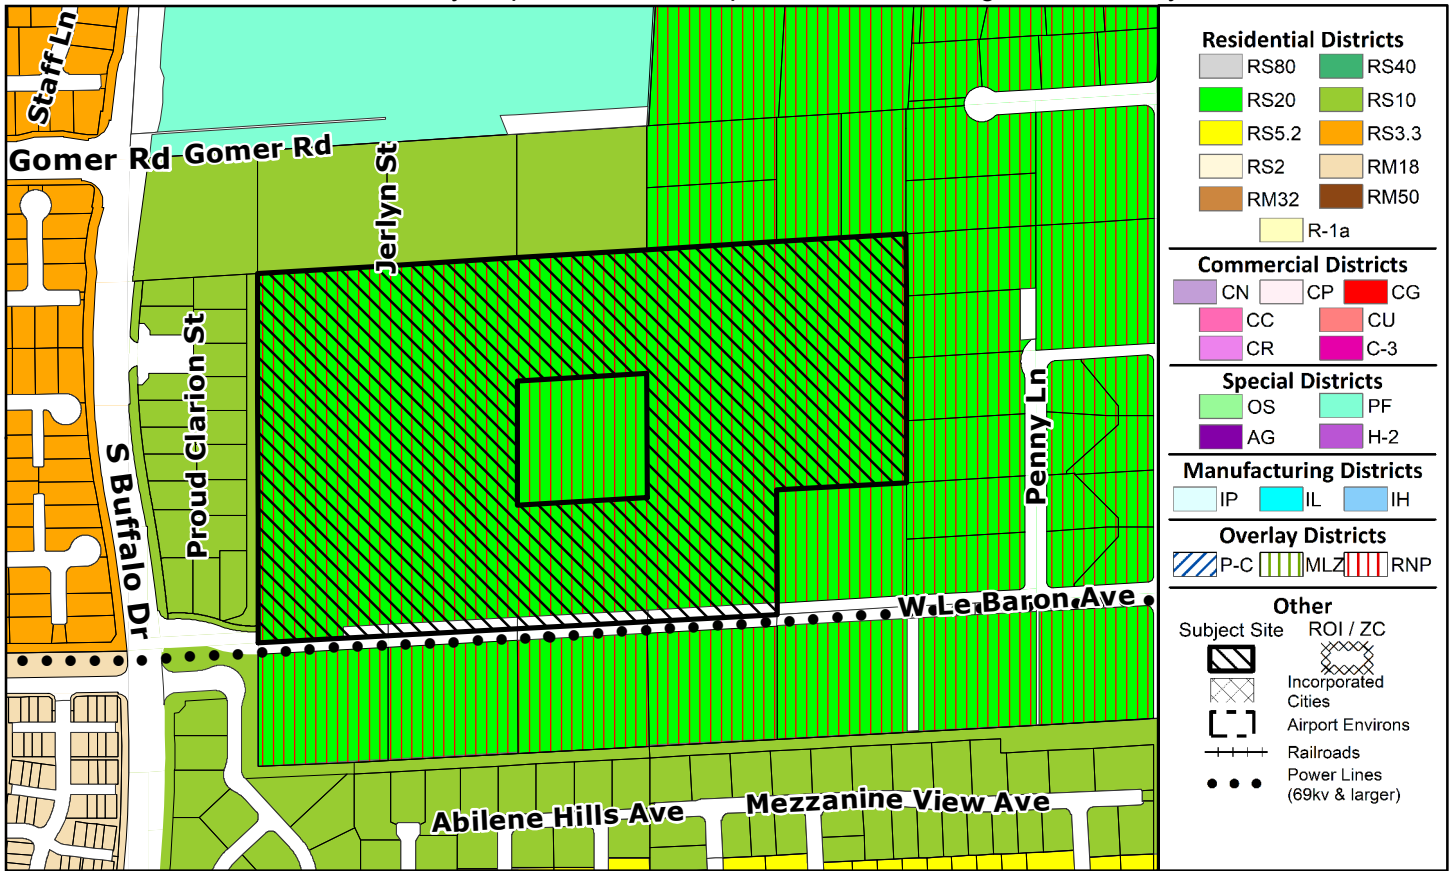 Staff Ln
Gomer Rd
Gomer Rd
Jerlyn St
Proud Clarion St
S Buffalo Dr
Penny Ln
W Le Baron Ave
Abilene Hills Ave
Mezzanine View Ave
Residential Districts
RS80 RS40
RS20 RS10
RS5.2 RS3.3
RS2 RM18
RM32 RM50
R-1a
Commercial Districts
CN CP CG
CC CU
CR C-3
Special Districts
OS PF
AG H-2
Manufacturing Districts
IP IL IH
Overlay Districts
P-C MLZ RNP
Other
Subject Site ROI / ZC
Incorporated
Cities
Airport Environs
Railroads
Power Lines
(69kv & larger)